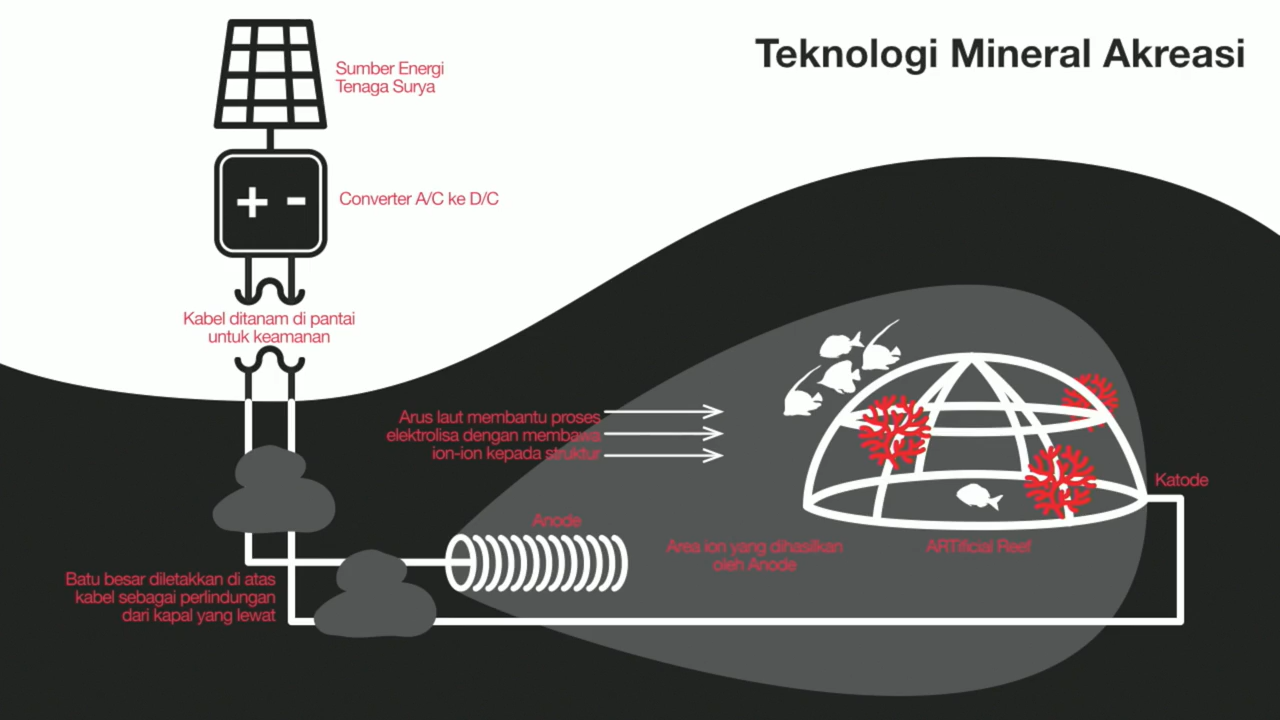 Teknologi Mineral Akreasi
Sumber Energi
Tenaga Surya
Converter A/C ke D/C
Kabel ditanam di pantai
untuk keamanan
Arus laut membantu proses
elektrolisa dengan membawa
ion-ion kepada struktur
Katode
Anode
Area ion yang dihasilkan
oleh Anode
ARTificial Reef
Batu besar diletakkan di atas
kabel sebagai perlindungan
dari kapal yang lewat